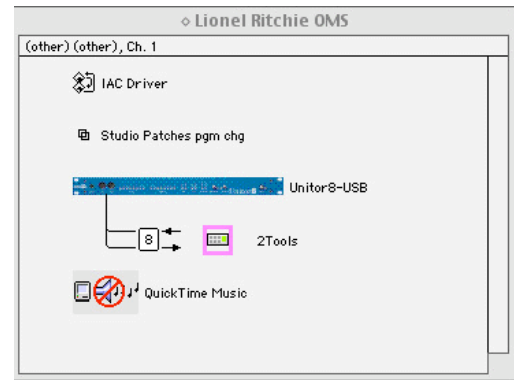 ◇ Lionel Ritchie OMS
(other) (other), Ch. 1
IAC Driver
Studio Patches pgm chg
Unitor8-USB
8
2Tools
QuickTime Music